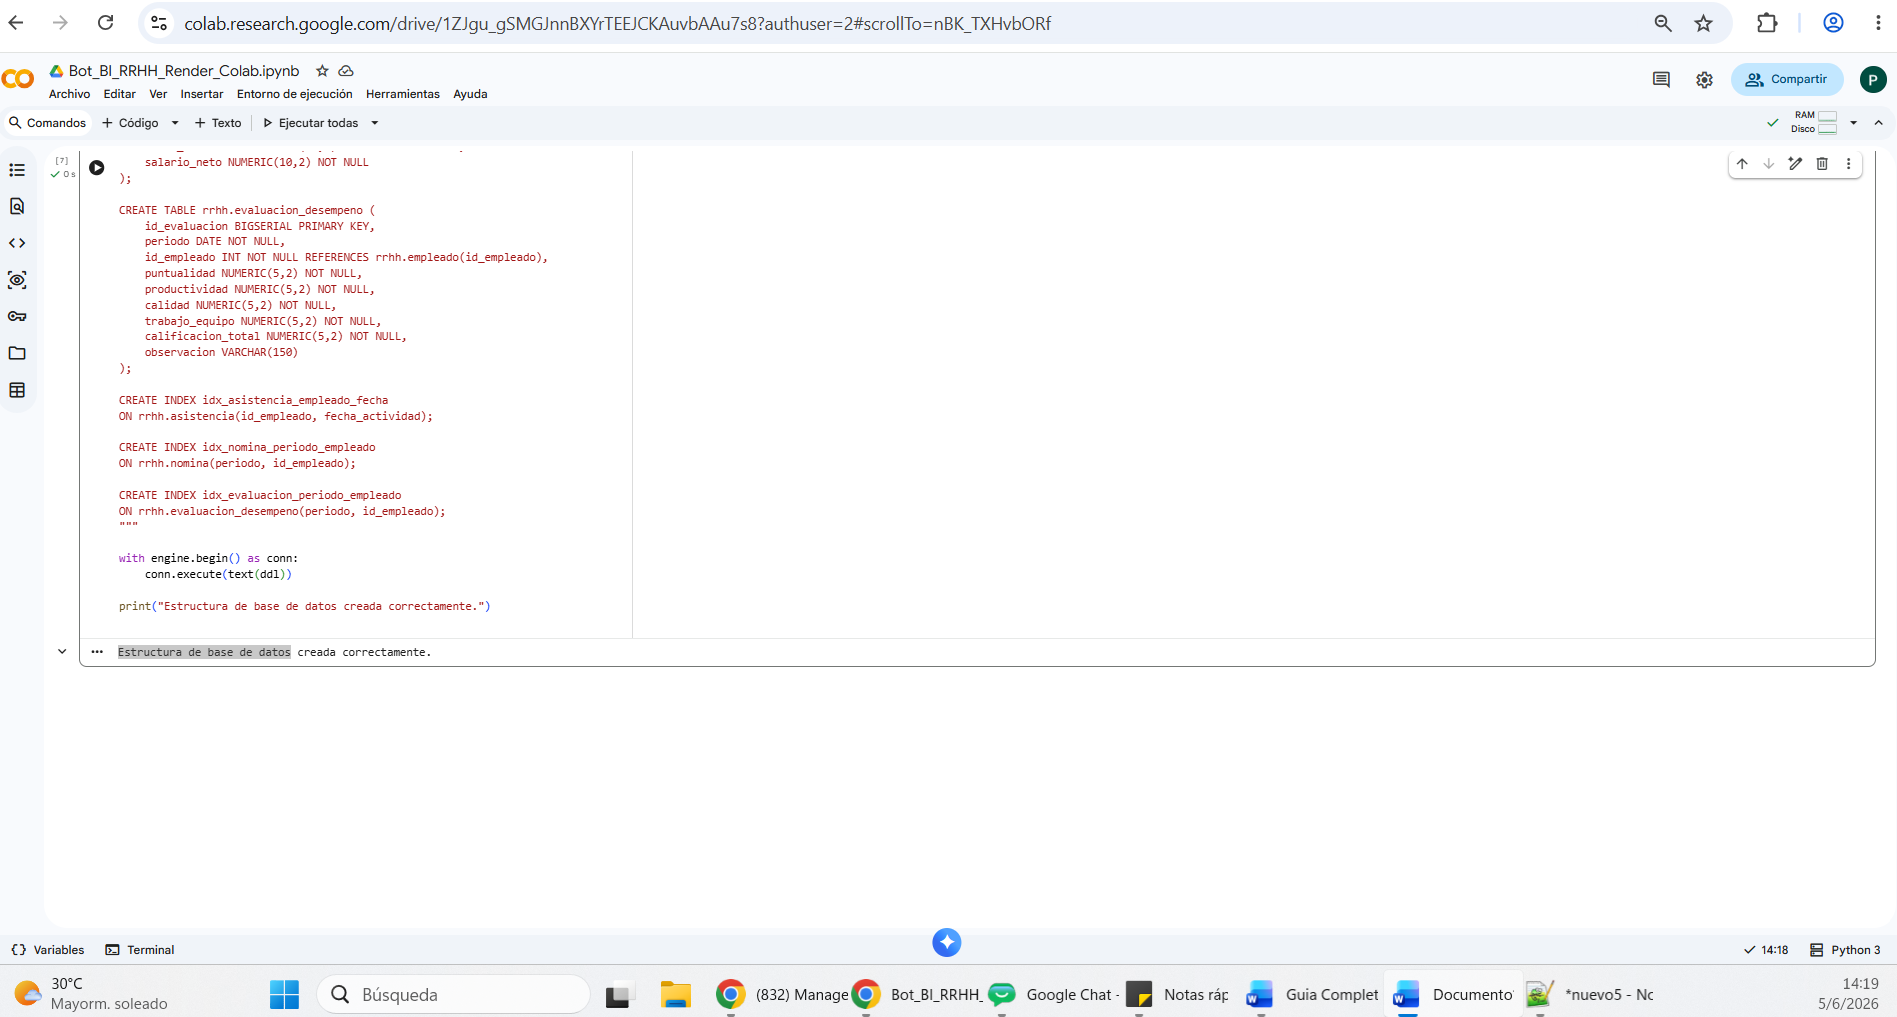 colab.research.google.com/drive/1ZJgu_gSMGJnnBXYrTEEJCKAuvbAAu7s8?authuser=2#scrollTo=nBK_TXHvbORf
Bot_BI_RRHH_Render_Colab.ipynb
Archivo Editar Ver Insertar Entorno de ejecución Herramientas Ayuda
Compartir
P
Comandos + Código + Texto Ejecutar todas
RAM
Disco
[7]
0 s
salario_neto NUMERIC(10,2) NOT NULL
);
CREATE TABLE rrhh.evaluacion_desempeno (
id_evaluacion BIGSERIAL PRIMARY KEY,
periodo DATE NOT NULL,
id_empleado INT NOT NULL REFERENCES rrhh.empleado(id_empleado),
puntualidad NUMERIC(5,2) NOT NULL,
productividad NUMERIC(5,2) NOT NULL,
calidad NUMERIC(5,2) NOT NULL,
trabajo_equipo NUMERIC(5,2) NOT NULL,
calificacion_total NUMERIC(5,2) NOT NULL,
observacion VARCHAR(150)
);
CREATE INDEX idx_asistencia_empleado_fecha
ON rrhh.asistencia(id_empleado, fecha_actividad);
CREATE INDEX idx_nomina_periodo_empleado
ON rrhh.nomina(periodo, id_empleado);
CREATE INDEX idx_evaluacion_periodo_empleado
ON rrhh.evaluacion_desempeno(periodo, id_empleado);
"""
with engine.begin() as conn:
conn.execute(text(ddl))
print("Estructura de base de datos creada correctamente.")
Estructura de base de datos creada correctamente.
Variables Terminal
14:18 Python 3
30°C
Mayorm. soleado
Búsqueda
(832) Manage
Bot_BI_RRHH_
Google Chat -
Notas ráp
Guia Complet
Documento
*nuevo5 - Nc
14:19
5/6/2026